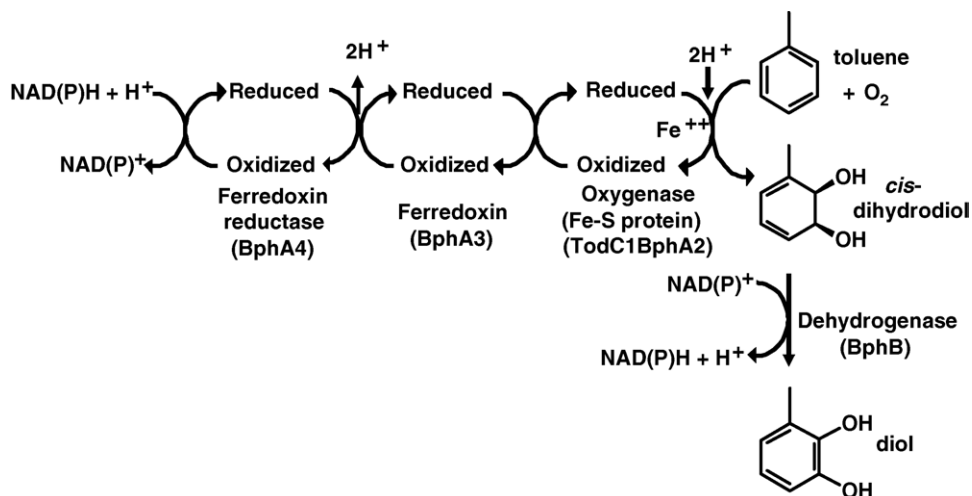 2H⁺
2H⁺
toluene
+ O₂
NAD(P)H + H⁺
Reduced
Reduced
Reduced
Fe⁺⁺
NAD(P)⁺
Oxidized
Oxidized
Oxidized
Ferredoxin
reductase
(BphA4)
Ferredoxin
(BphA3)
Oxygenase
(Fe-S protein)
(TodC1BphA2)
OH
OH
cis-
dihydrodiol
NAD(P)⁺
Dehydrogenase
(BphB)
NAD(P)H + H⁺
OH
OH
diol